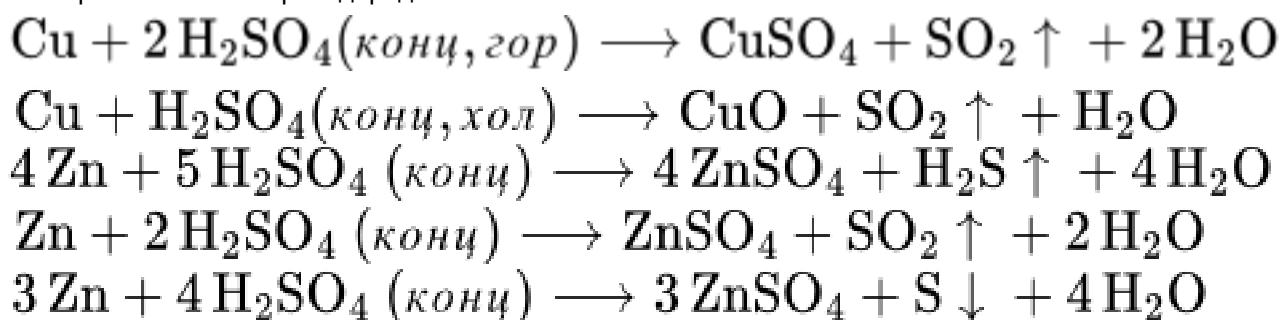 Cu + 2 H₂SO₄(конц, гор) ⟶ CuSO₄ + SO₂ ↑ + 2 H₂O
Cu + H₂SO₄(конц, хол) ⟶ CuO + SO₂ ↑ + H₂O
4 Zn + 5 H₂SO₄ (конц) ⟶ 4 ZnSO₄ + H₂S ↑ + 4 H₂O
Zn + 2 H₂SO₄ (конц) ⟶ ZnSO₄ + SO₂ ↑ + 2 H₂O
3 Zn + 4 H₂SO₄ (конц) ⟶ 3 ZnSO₄ + S ↓ + 4 H₂O